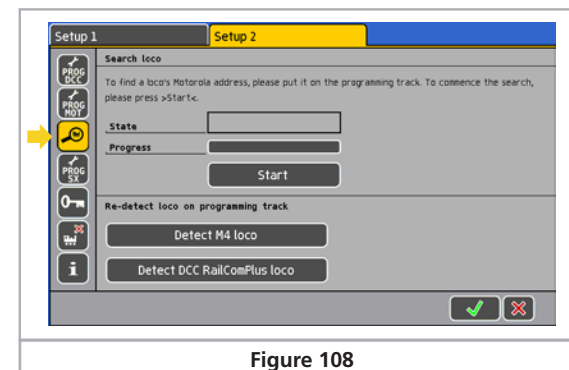 Setup 1
Setup 2
PROG
DCC
PROG
MOT
PROG
SX
i
Search loco
To find a loco's Motorola address, please put it on the programming track. To commence the search,
please press >Start<.
State
Progress
Start
Re-detect loco on programming track
Detect M4 loco
Detect DCC RailComPlus loco
Figure 108